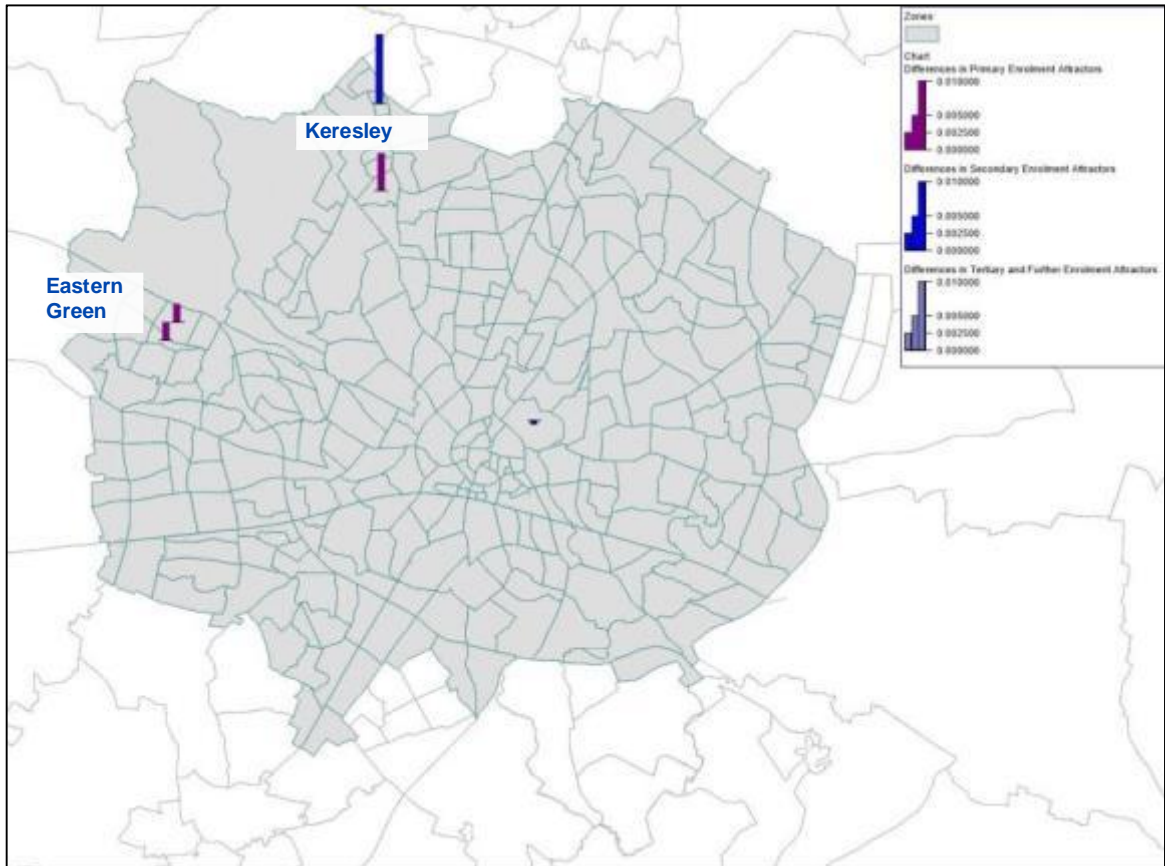 Keresley
Eastern
Green
Zones
Chart
Differences in Primary Enrolment Attractors
0.010000
0.005000
0.002500
0.000000
Differences in Secondary Enrolment Attractors
0.010000
0.005000
0.002500
0.000000
Differences in Tertiary and Further Enrolment Attractors
0.010000
0.005000
0.002500
0.000000